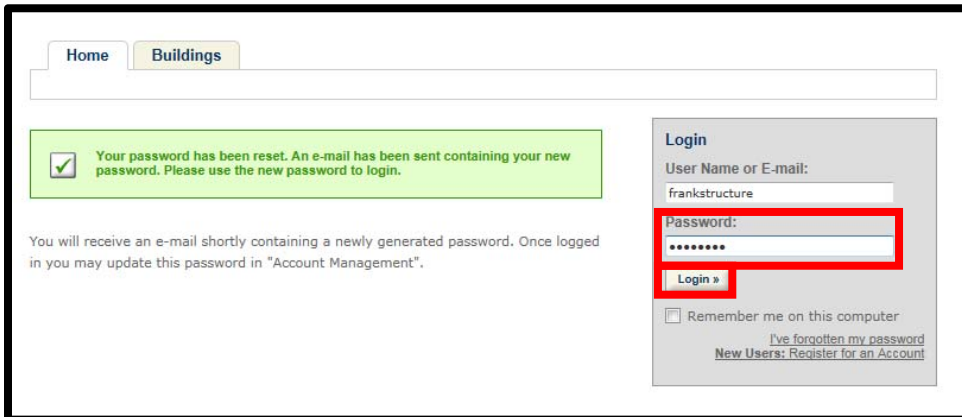 Home
Buildings
Your password has been reset. An e-mail has been sent containing your new
password. Please use the new password to login.
You will receive an e-mail shortly containing a newly generated password. Once logged
in you may update this password in "Account Management".
Login
User Name or E-mail:
frankstructure
Password:
••••••••
Login »
Remember me on this computer
I've forgotten my password
New Users: Register for an Account